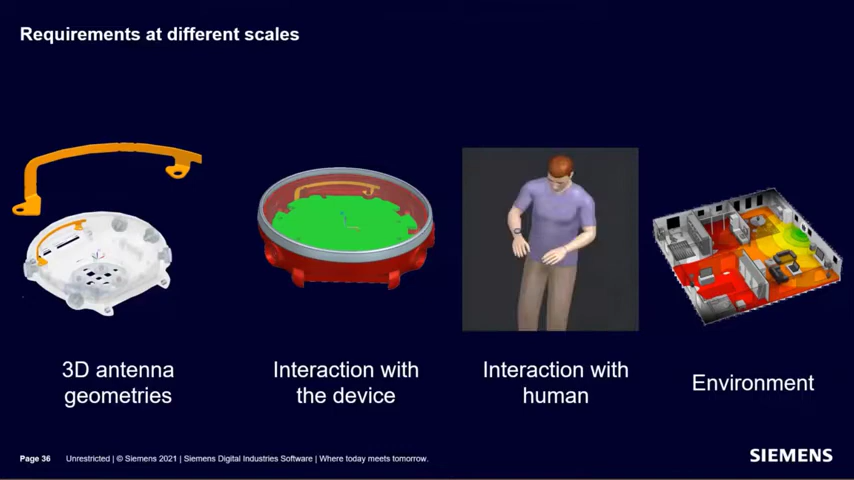 Requirements at different scales
3D antenna
geometries
Interaction with
the device
Interaction with
human
Environment
Page 36 Unrestricted | © Siemens 2021 | Siemens Digital Industries Software | Where today meets tomorrow.
SIEMENS